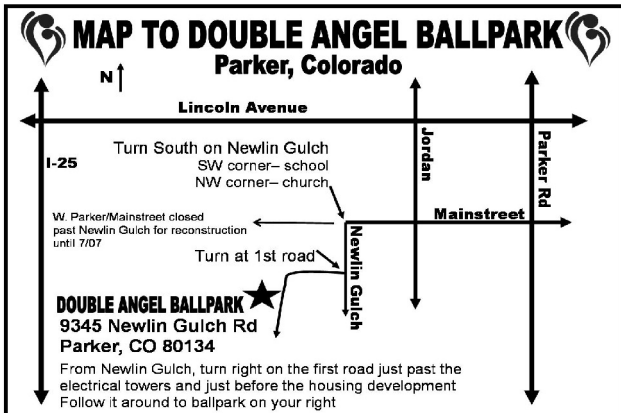 MAP TO DOUBLE ANGEL BALLPARK
Parker, Colorado
N
Lincoln Avenue
I-25
Turn South on Newlin Gulch
SW corner– school
NW corner– church
Jordan
Parker Rd
W. Parker/Mainstreet closed
past Newlin Gulch for reconstruction
until 7/07
Mainstreet
Newlin Gulch
Turn at 1st road
DOUBLE ANGEL BALLPARK
9345 Newlin Gulch Rd
Parker, CO 80134
From Newlin Gulch, turn right on the first road just past the
electrical towers and just before the housing development
Follow it around to ballpark on your right